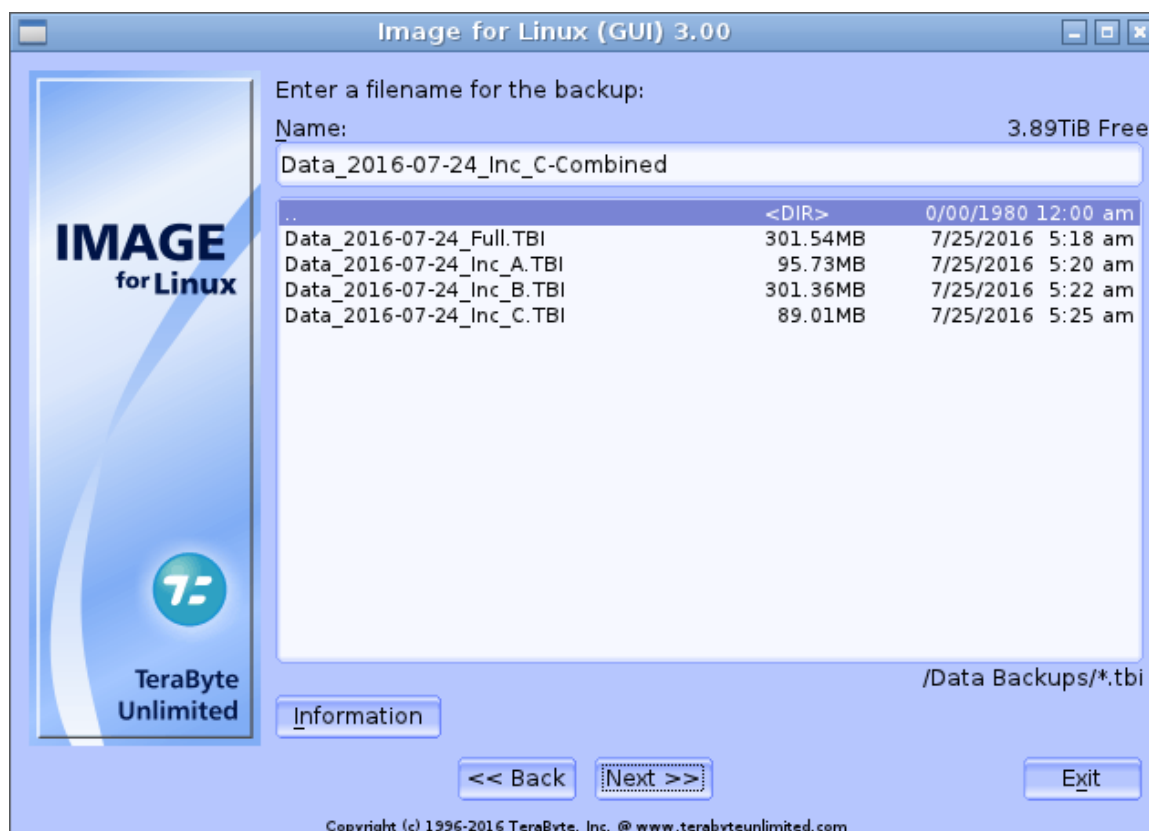 Image for Linux (GUI) 3.00
IMAGE
for Linux
TeraByte
Unlimited
Enter a filename for the backup:
Name: 3.89TiB Free
Data_2016-07-24_Inc_C-Combined
.. <DIR> 0/00/1980 12:00 am
Data_2016-07-24_Full.TBI 301.54MB 7/25/2016 5:18 am
Data_2016-07-24_Inc_A.TBI 95.73MB 7/25/2016 5:20 am
Data_2016-07-24_Inc_B.TBI 301.36MB 7/25/2016 5:22 am
Data_2016-07-24_Inc_C.TBI 89.01MB 7/25/2016 5:25 am
/Data Backups/*.tbi
Information
<< Back Next >> Exit
Copyright (c) 1996-2016 TeraByte, Inc. @ www.terabyteunlimited.com